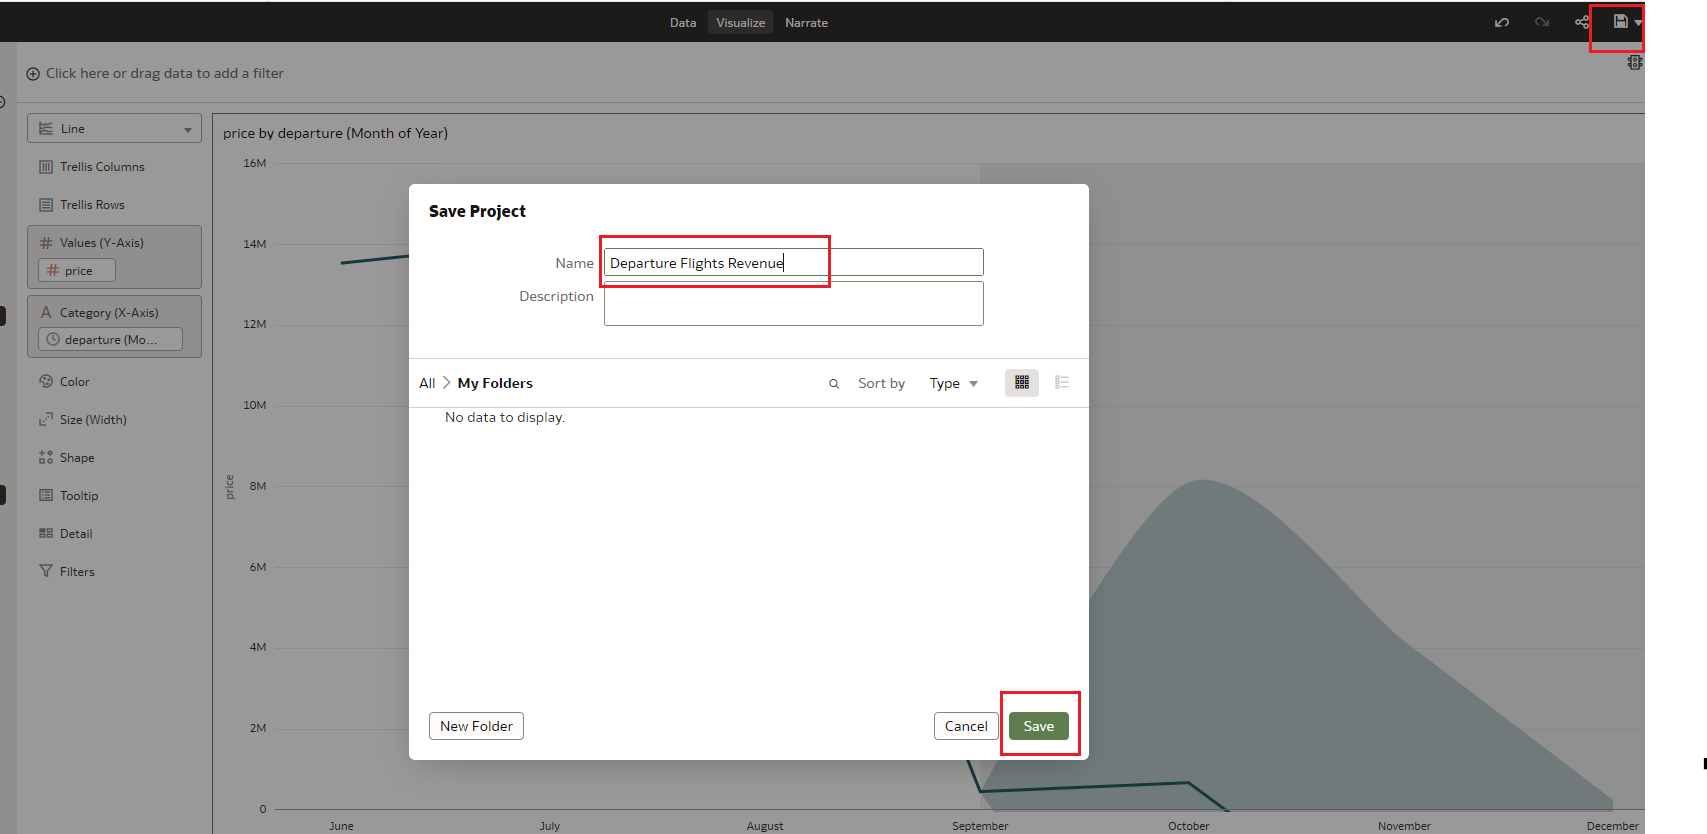 Data Visualize Narrate
Click here or drag data to add a filter
Line
Trellis Columns
Trellis Rows
Values (Y-Axis)
price
Category (X-Axis)
departure (Mo...
Color
Size (Width)
Shape
Tooltip
Detail
Filters
price by departure (Month of Year)
16M
14M
12M
10M
8M
6M
4M
2M
0
price
June July August September October November December
Save Project
Name Departure Flights Revenue
Description
All > My Folders Sort by Type
No data to display.
New Folder Cancel Save